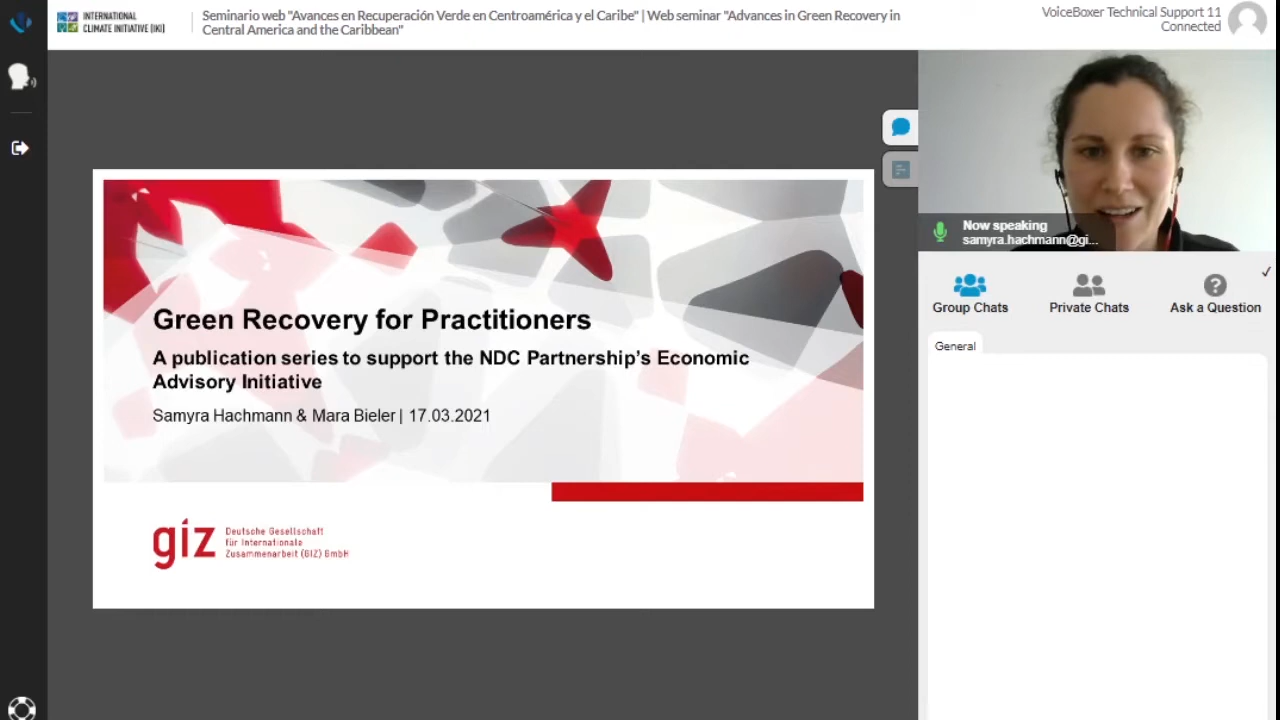 INTERNATIONAL
CLIMATE INITIATIVE (IKI)
Seminario web "Avances en Recuperación Verde en Centroamérica y el Caribe" | Web seminar "Advances in Green Recovery in
Central America and the Caribbean"
VoiceBoxer Technical Support 11
Connected
Now speaking
samyra.hachmann@gi...
Group Chats
Private Chats
Ask a Question
General
Green Recovery for Practitioners
A publication series to support the NDC Partnership's Economic
Advisory Initiative
Samyra Hachmann & Mara Bieler | 17.03.2021
giz
Deutsche Gesellschaft
für Internationale
Zusammenarbeit (GIZ) GmbH